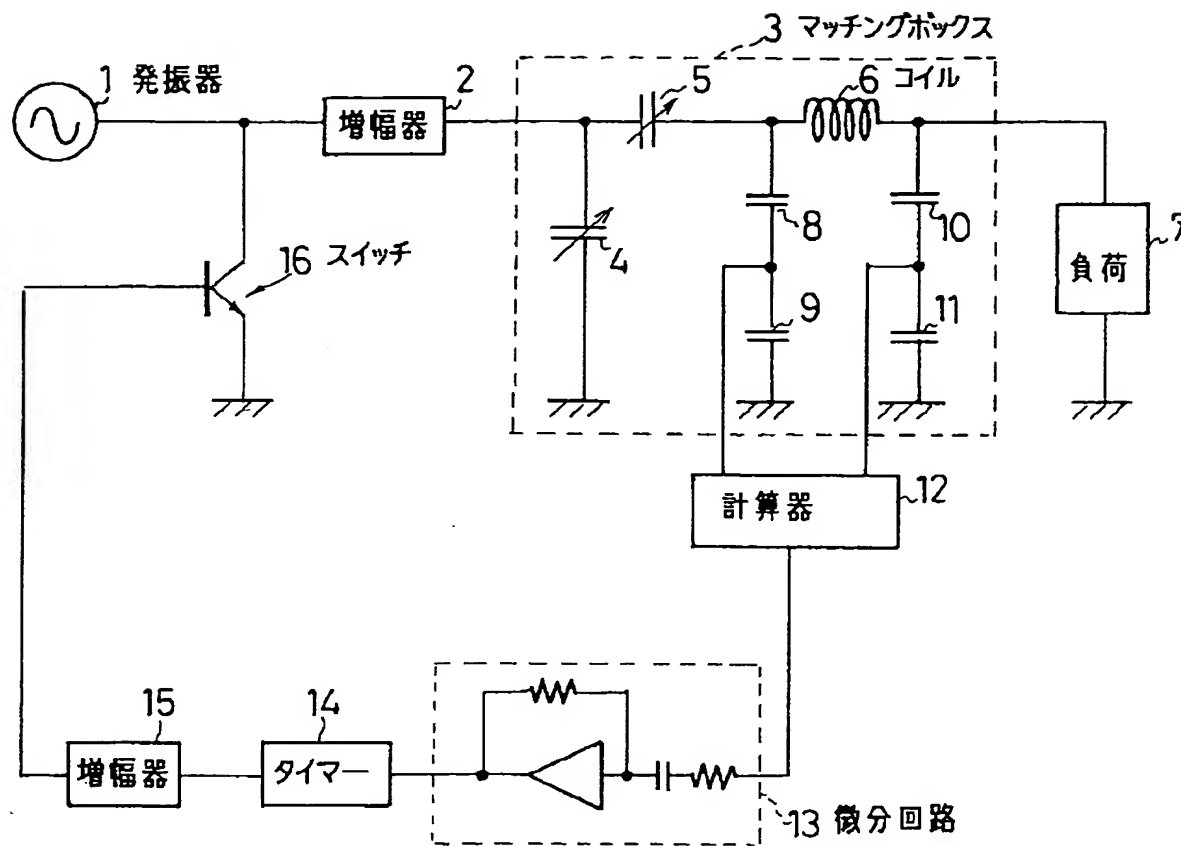 3 マッチングボックス
1 発振器
2
増幅器
5
6 コイル
4
8
10
7
負荷
16 スイッチ
9
11
計算器
12
15
増幅器
14
タイマー
13 微分回路